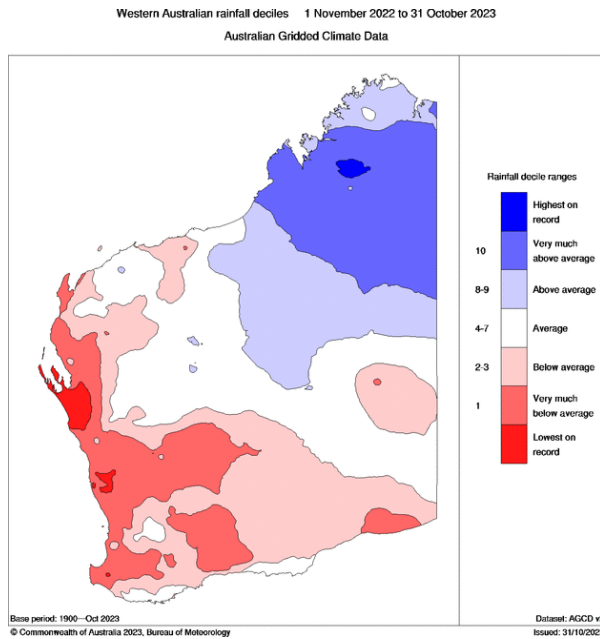 Western Australian rainfall deciles 1 November 2022 to 31 October 2023
Australian Gridded Climate Data
Rainfall decile ranges
Highest on
record
10
Very much
above average
8-9
Above average
4-7
Average
2-3
Below average
1
Very much
below average
Lowest on
record
Base period: 1900—Oct 2023
Dataset: AGCD v
© Commonwealth of Australia 2023, Bureau of Meteorology
Issued: 31/10/202